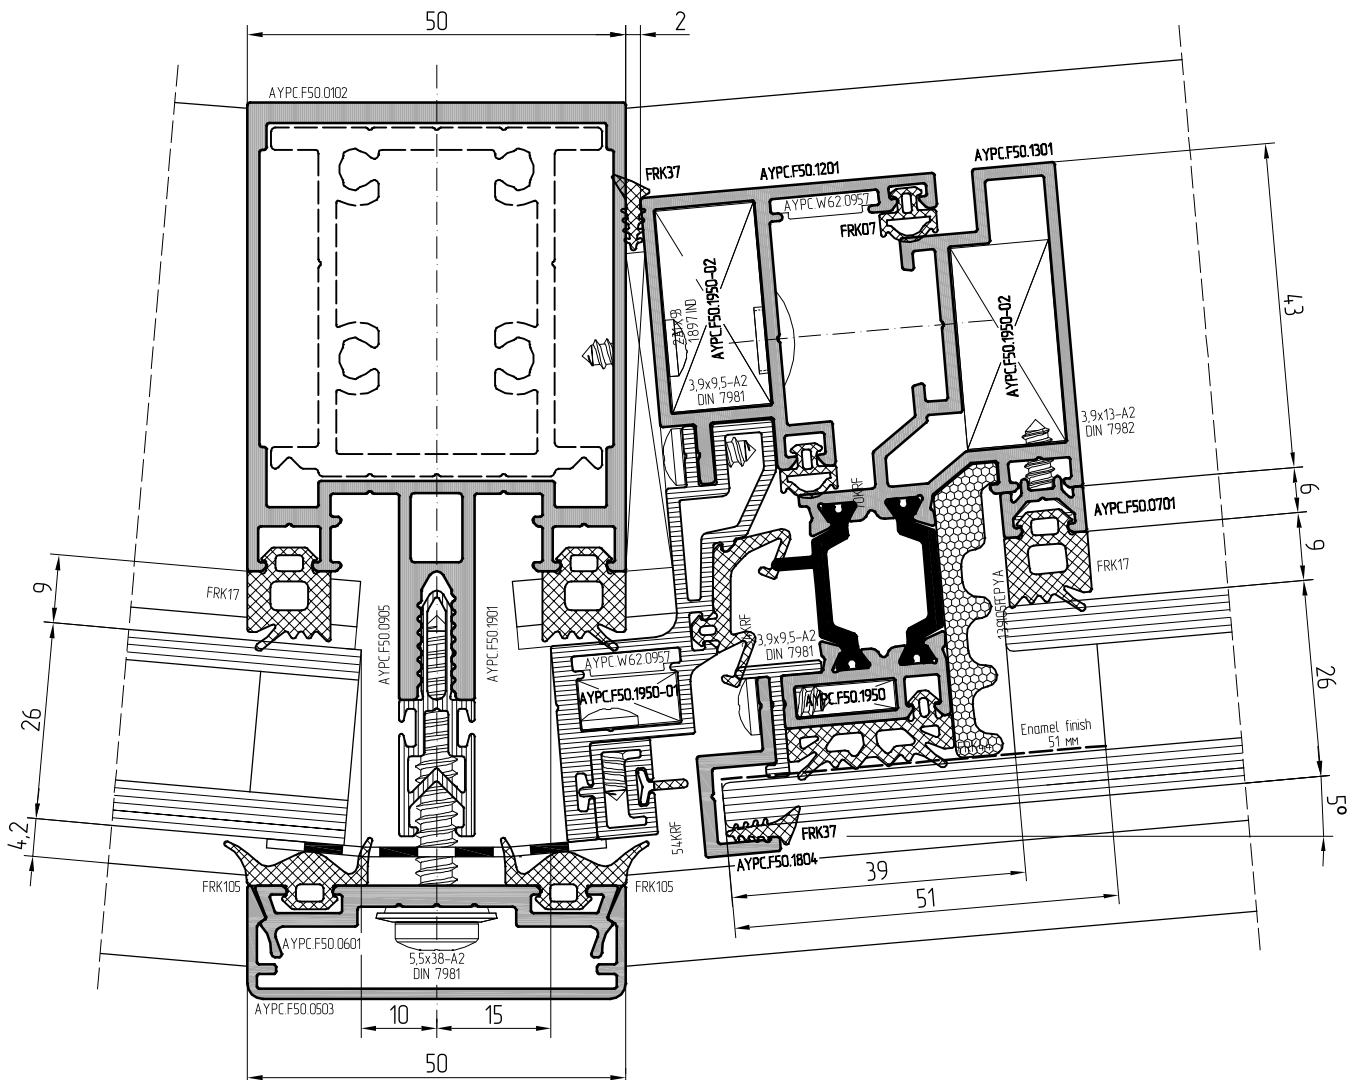 50
2
AYPC.F50.0102
AYPC.F50.1301
AYPC.F50.1201
FRK37
AYPC.W62.0957
FRK07
AYPC.F50.1950-02
1897 IND
AYPC.F50.1950-02
43
3,9x9,5-A2
DIN 7981
3,9x13-A2
DIN 7982
6
AYPC.F50.0701
9
FRK17
9
FRK17
AYPC.F50.0905
AYPC.F50.1901
3,9x9,5-A2
DIN 7981
AYPC.W62.0957
AYPC.F50.1950-01
AYPC.F50.1950
26
26
Enamel finish
51 мм
5°
4,2
54KRF
FRK37
AYPC.F50.1804
39
51
FRK105
FRK105
AYPC.F50.0601
5,5x38-A2
DIN 7981
AYPC.F50.0503
10
15
50